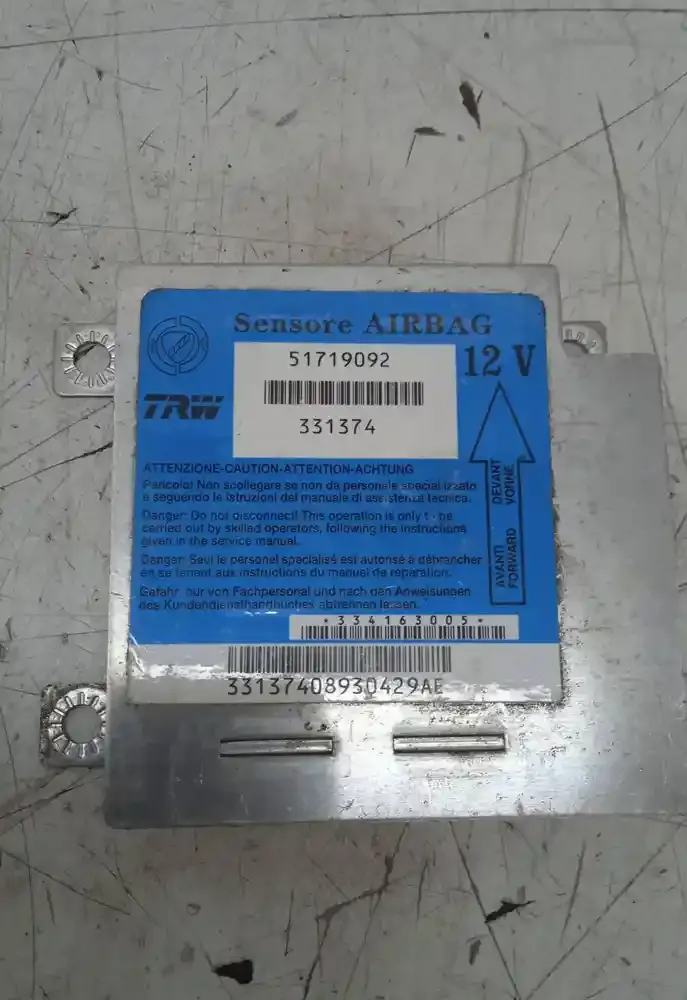 Sensore AIRBAG
51719092
12 V
TRW
331374
ATTENZIONE-CAUTION-ATTENTION-ACHTUNG
Pericolo! Non scollegare se non da personale specializzato
e seguendo le istruzioni del manuale di assistenza tecnica.
Danger: Do not disconnect! This operation is only t be
carried out by skilled operators, following the instructions
given in the service manual.
Danger: Seul le personel specialisé est autorisé à débrancher
en se tenant aux instructions du manuel de reparation.
Gefahr: nur von Fachpersonal und nach den Anweisungen
des Kundendiensthandbuches abtrennen lassen.
AVANTI DEVANT
FORWARD VORNE
*334163005*
33137408930429AE